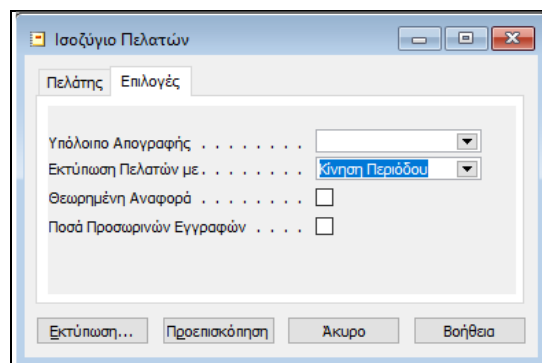 Ισοζύγιο Πελατών
Πελάτης Επιλογές
Υπόλοιπο Απογραφής . . . . . . . .
Εκτύπωση Πελατών με . . . . . . . . Κίνηση Περιόδου
Θεωρημένη Αναφορά . . . . . . . .
Ποσά Προσωρινών Εγγραφών . . . .
Εκτύπωση... Προεπισκόπηση Άκυρο Βοήθεια